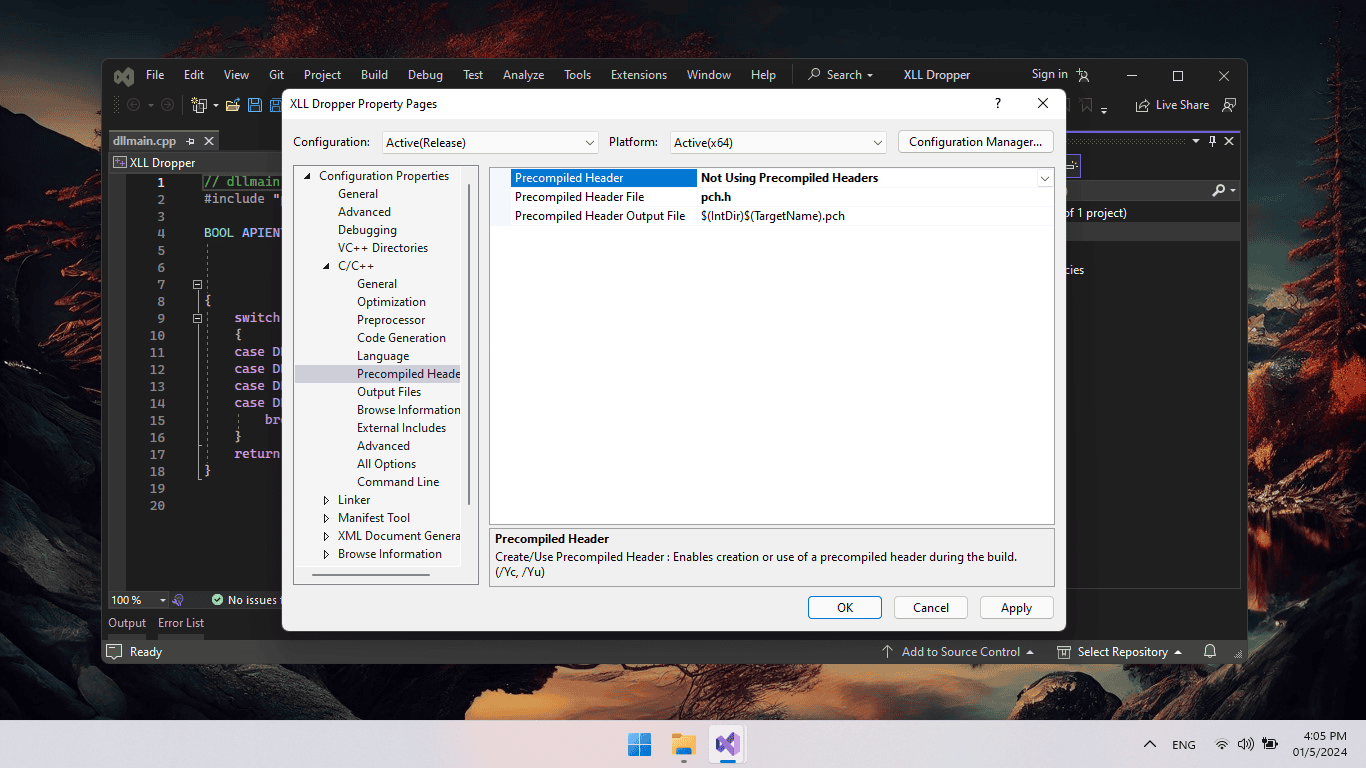 File Edit View Git Project Build Debug Test Analyze Tools Extensions Window Help Search XLL Dropper Sign in
Live Share
XLL Dropper Property Pages ?
Configuration: Active(Release) Platform: Active(x64) Configuration Manager...
dllmain.cpp
XLL Dropper
1 // dllmain
2 #include "
3
4 BOOL APIENT
5
6
7
8 {
9 switch
10 {
11 case D
12 case D
13 case D
14 case D
15 br
16 }
17 return
18 }
19
20
Configuration Properties
General
Advanced
Debugging
VC++ Directories
C/C++
General
Optimization
Preprocessor
Code Generation
Language
Precompiled Heade
Output Files
Browse Information
External Includes
Advanced
All Options
Command Line
Linker
Manifest Tool
XML Document Genera
Browse Information
Precompiled Header Not Using Precompiled Headers
Precompiled Header File pch.h
Precompiled Header Output File $(IntDir)$(TargetName).pch
Precompiled Header
Create/Use Precompiled Header : Enables creation or use of a precompiled header during the build.
(/Yc, /Yu)
OK Cancel Apply
of 1 project)
cies
100 % No issues
Output Error List
Ready Add to Source Control Select Repository
ENG
4:05 PM
01/5/2024